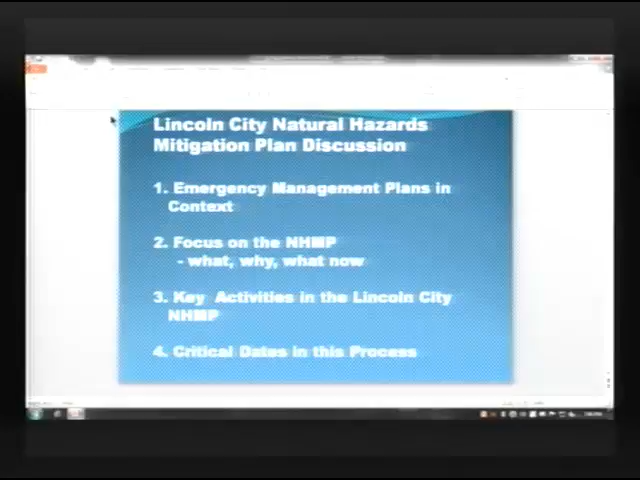 Lincoln City Natural Hazards
Mitigation Plan Discussion
1. Emergency Management Plans in
Context
2. Focus on the NHMP
- what, why, what now
3. Key Activities in the Lincoln City
NHMP
4. Critical Dates in this Process